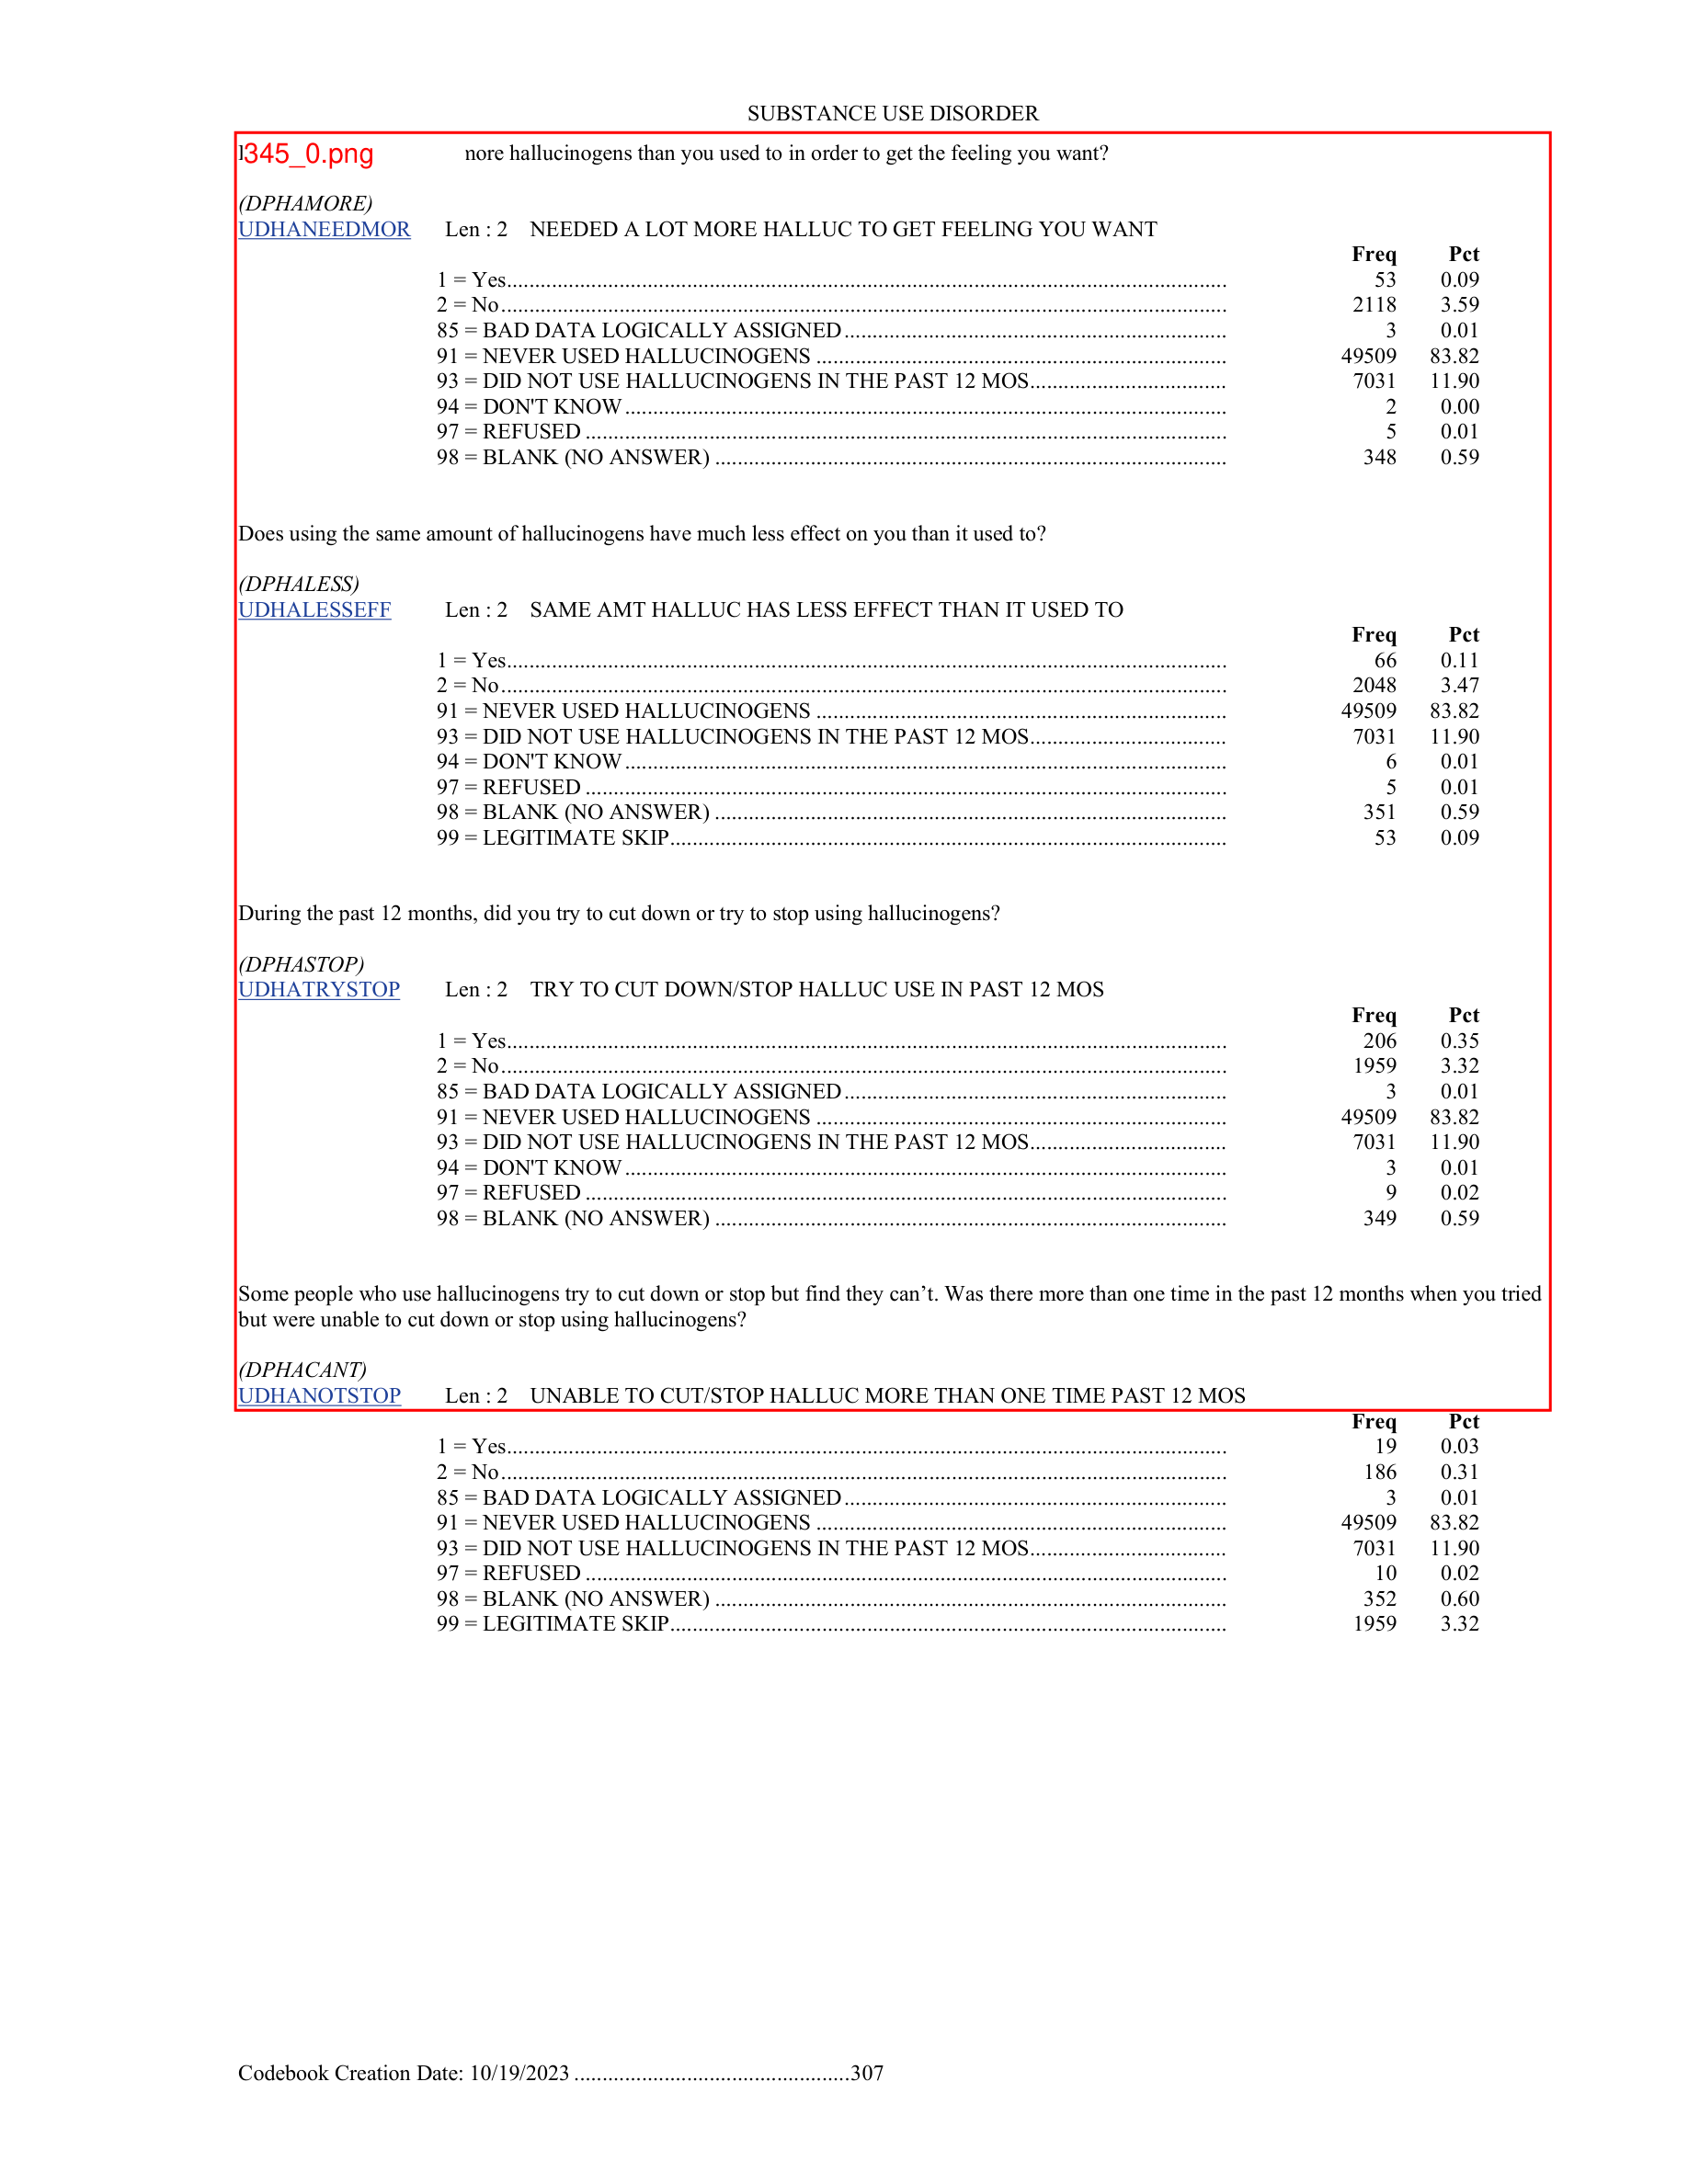 SUBSTANCE USE DISORDER
345_0.png nore hallucinogens than you used to in order to get the feeling you want?
(DPHAMORE)
UDHANEEDMOR Len : 2 NEEDED A LOT MORE HALLUC TO GET FEELING YOU WANT
Freq Pct
1 = Yes 53 0.09
2 = No 2118 3.59
85 = BAD DATA LOGICALLY ASSIGNED 3 0.01
91 = NEVER USED HALLUCINOGENS 49509 83.82
93 = DID NOT USE HALLUCINOGENS IN THE PAST 12 MOS 7031 11.90
94 = DON'T KNOW 2 0.00
97 = REFUSED 5 0.01
98 = BLANK (NO ANSWER) 348 0.59
Does using the same amount of hallucinogens have much less effect on you than it used to?
(DPHALESS)
UDHALESSEFF Len : 2 SAME AMT HALLUC HAS LESS EFFECT THAN IT USED TO
Freq Pct
1 = Yes 66 0.11
2 = No 2048 3.47
91 = NEVER USED HALLUCINOGENS 49509 83.82
93 = DID NOT USE HALLUCINOGENS IN THE PAST 12 MOS 7031 11.90
94 = DON'T KNOW 6 0.01
97 = REFUSED 5 0.01
98 = BLANK (NO ANSWER) 351 0.59
99 = LEGITIMATE SKIP 53 0.09
During the past 12 months, did you try to cut down or try to stop using hallucinogens?
(DPHASTOP)
UDHATRYSTOP Len : 2 TRY TO CUT DOWN/STOP HALLUC USE IN PAST 12 MOS
Freq Pct
1 = Yes 206 0.35
2 = No 1959 3.32
85 = BAD DATA LOGICALLY ASSIGNED 3 0.01
91 = NEVER USED HALLUCINOGENS 49509 83.82
93 = DID NOT USE HALLUCINOGENS IN THE PAST 12 MOS 7031 11.90
94 = DON'T KNOW 3 0.01
97 = REFUSED 9 0.02
98 = BLANK (NO ANSWER) 349 0.59
Some people who use hallucinogens try to cut down or stop but find they can’t. Was there more than one time in the past 12 months when you tried
but were unable to cut down or stop using hallucinogens?
(DPHACANT)
UDHANOTSTOP Len : 2 UNABLE TO CUT/STOP HALLUC MORE THAN ONE TIME PAST 12 MOS
Freq Pct
1 = Yes 19 0.03
2 = No 186 0.31
85 = BAD DATA LOGICALLY ASSIGNED 3 0.01
91 = NEVER USED HALLUCINOGENS 49509 83.82
93 = DID NOT USE HALLUCINOGENS IN THE PAST 12 MOS 7031 11.90
97 = REFUSED 10 0.02
98 = BLANK (NO ANSWER) 352 0.60
99 = LEGITIMATE SKIP 1959 3.32
Codebook Creation Date: 10/19/2023 307